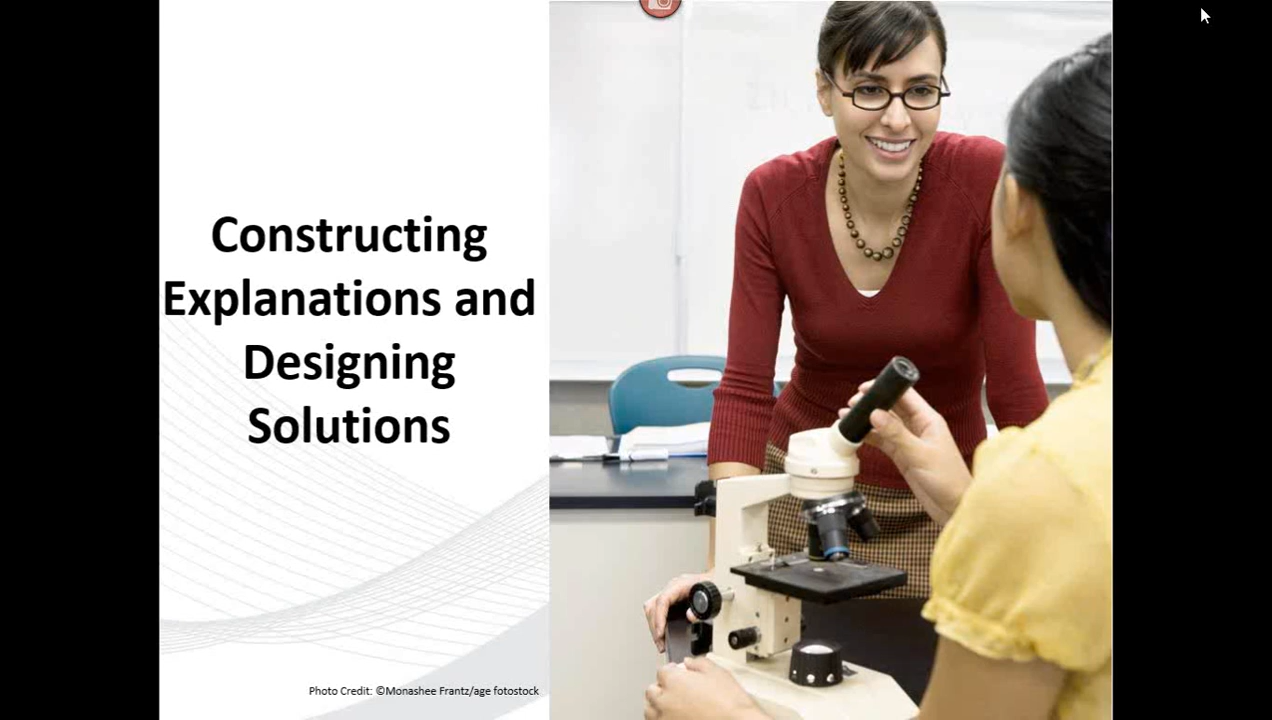 Constructing
Explanations and
Designing
Solutions
Photo Credit: ©Monashee Frantz/age fotostock